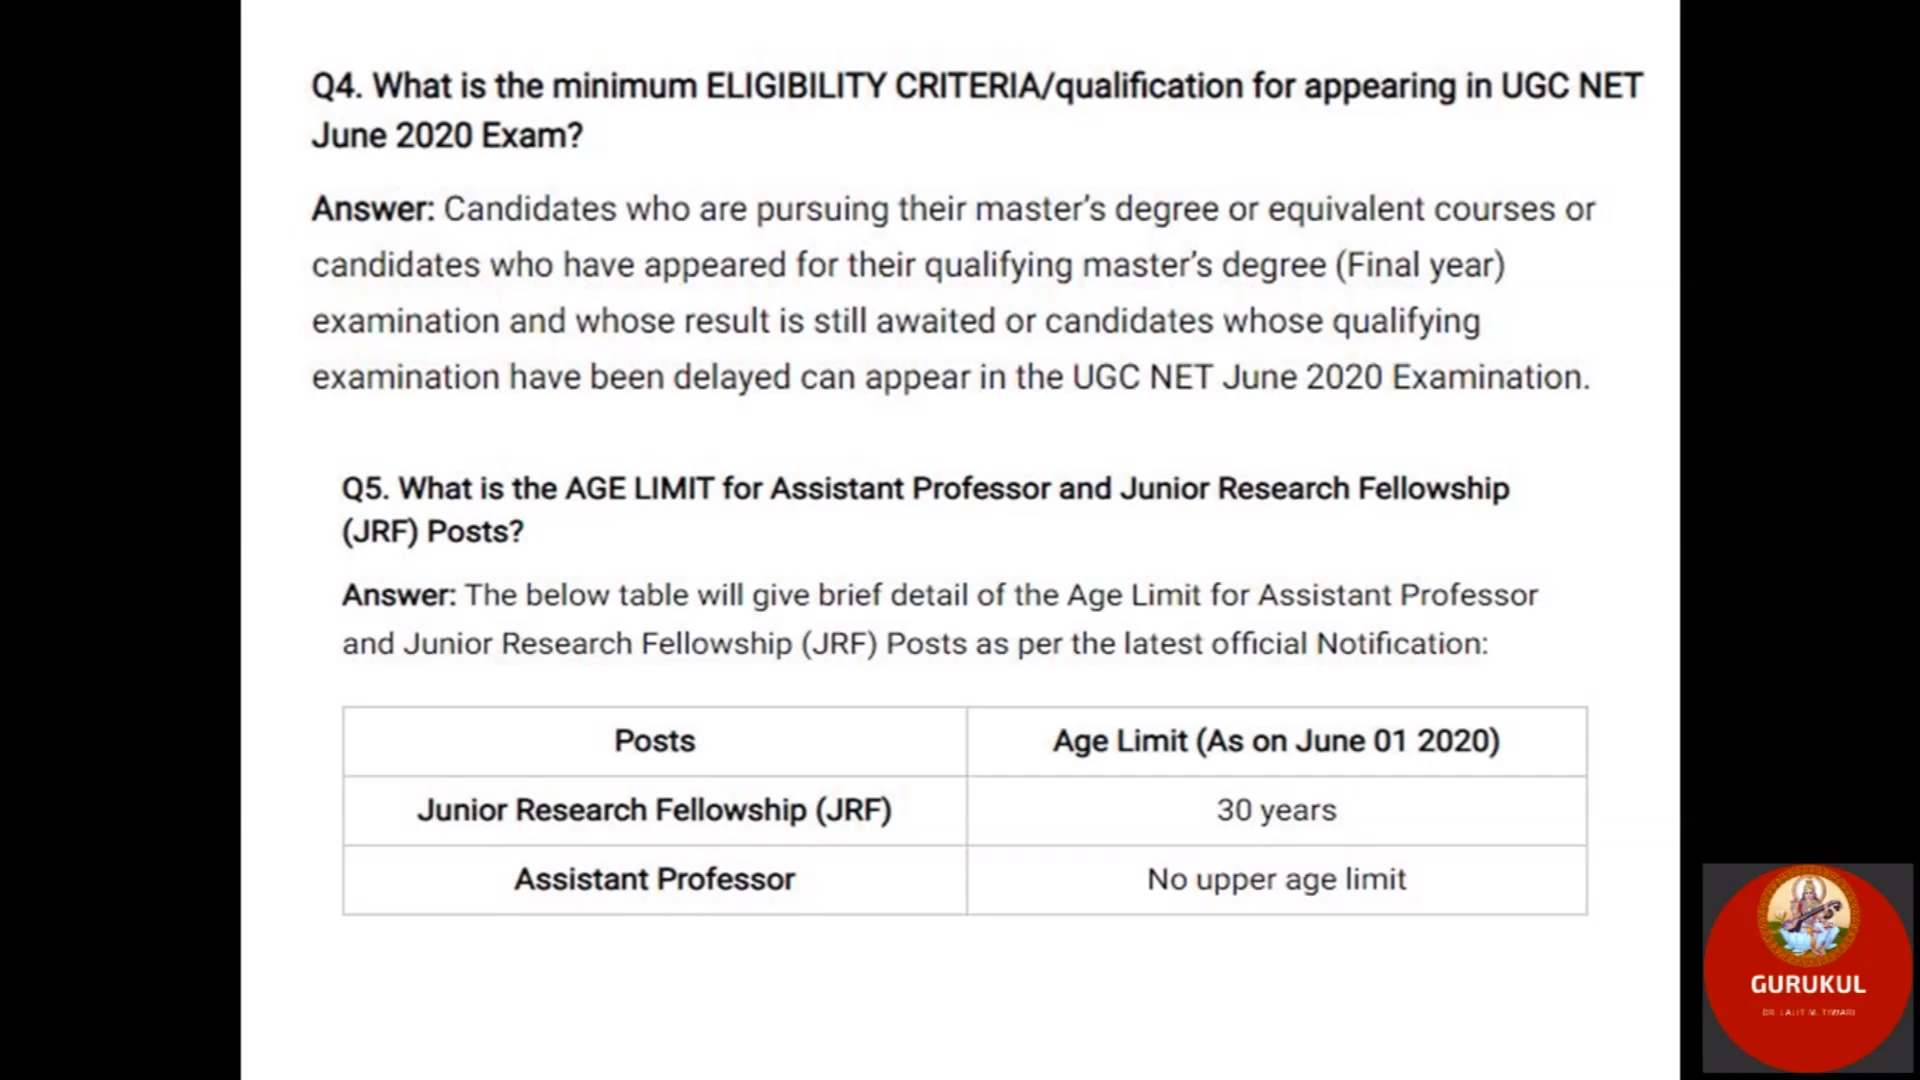 Q4. What is the minimum ELIGIBILITY CRITERIA/qualification for appearing in UGC NET
June 2020 Exam?
Answer: Candidates who are pursuing their master's degree or equivalent courses or
candidates who have appeared for their qualifying master's degree (Final year)
examination and whose result is still awaited or candidates whose qualifying
examination have been delayed can appear in the UGC NET June 2020 Examination.
Q5. What is the AGE LIMIT for Assistant Professor and Junior Research Fellowship
(JRF) Posts?
Answer: The below table will give brief detail of the Age Limit for Assistant Professor
and Junior Research Fellowship (JRF) Posts as per the latest official Notification:
Posts Age Limit (As on June 01 2020)
Junior Research Fellowship (JRF) 30 years
Assistant Professor No upper age limit
GURUKUL
DR. LALIT M. TIWARI